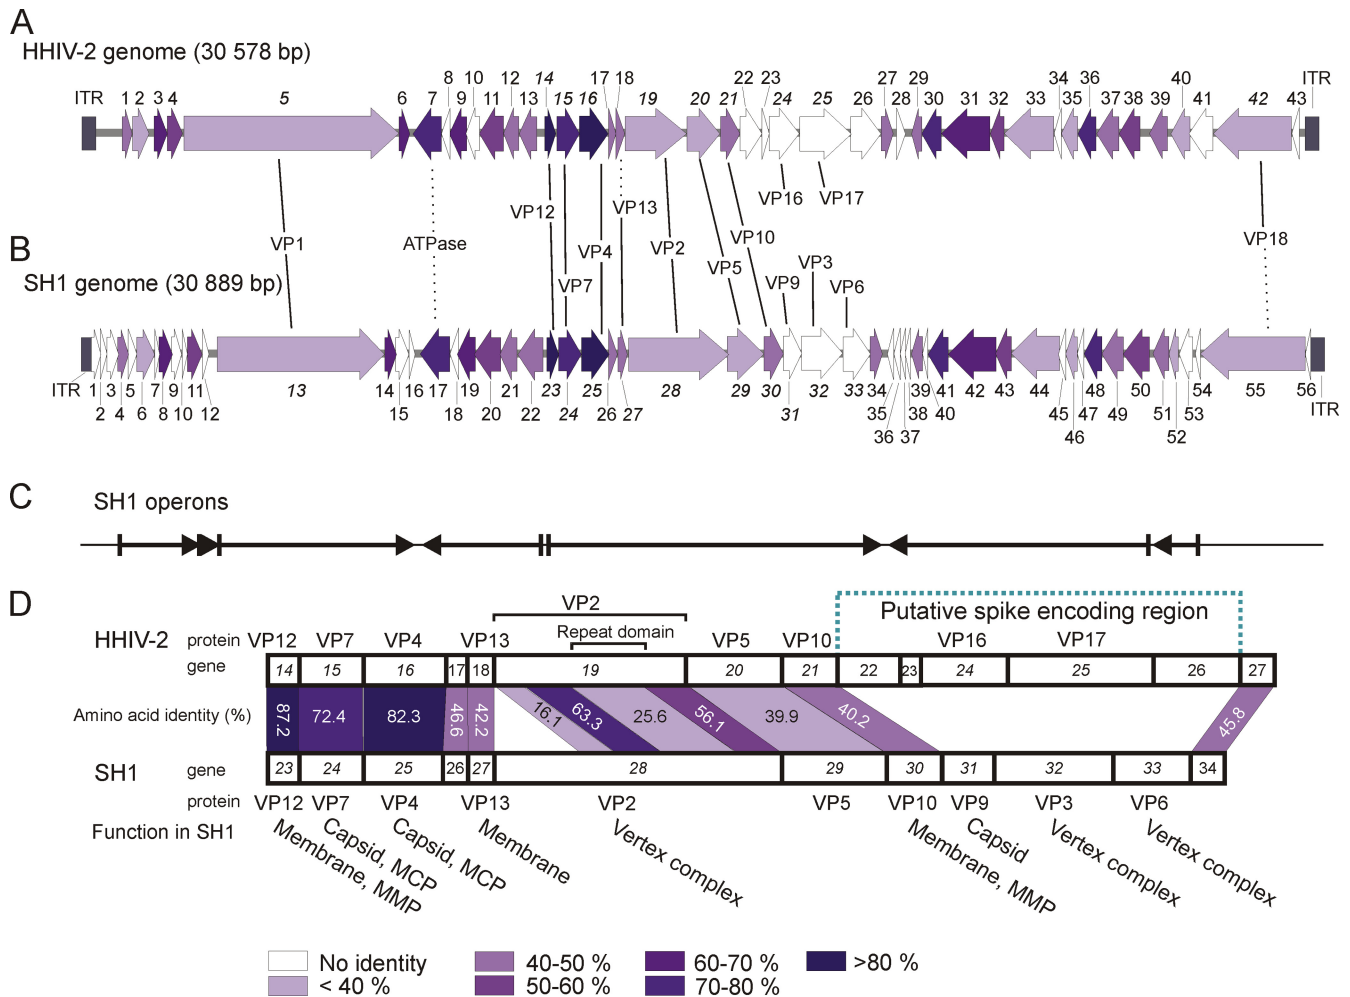 A
HHIV-2 genome (30 578 bp)
ITR 1 2 3 4 5 6 7 8 9 10 11 12 13 14 15 16 17 18 19 20 21 22 23 24 25 26 27 28 29 30 31 32 33 34 35 36 37 38 39 40 41 42 43 ITR
VP1 ATPase VP12 VP7 VP4 VP13 VP2 VP5 VP10 VP9 VP16 VP3 VP17 VP6 VP18
B
SH1 genome (30 889 bp)
ITR 1 2 3 4 5 6 7 8 9 10 11 12 13 14 15 16 17 18 19 20 21 22 23 24 25 26 27 28 29 30 31 32 33 34 35 36 37 38 39 40 41 42 43 44 45 46 47 48 49 50 51 52 53 54 55 56 ITR
C
SH1 operons
D
VP2
Putative spike encoding region
Repeat domain
HHIV-2 protein VP12 VP7 VP4 VP13 VP5 VP10 VP16 VP17
gene 14 15 16 17 18 19 20 21 22 23 24 25 26 27
Amino acid identity (%) 87.2 72.4 82.3 46.6 42.2 16.1 63.3 25.6 56.1 39.9 40.2 45.8
SH1 gene 23 24 25 26 27 28 29 30 31 32 33 34
protein VP12 VP7 VP4 VP13 VP2 VP5 VP10 VP9 VP3 VP6
Function in SH1
Membrane, MMP
Capsid, MCP
Capsid, MCP
Membrane
Vertex complex
Membrane, MMP
Capsid
Vertex complex
Vertex complex
No identity 40-50 % 60-70 % >80 %
< 40 % 50-60 % 70-80 %